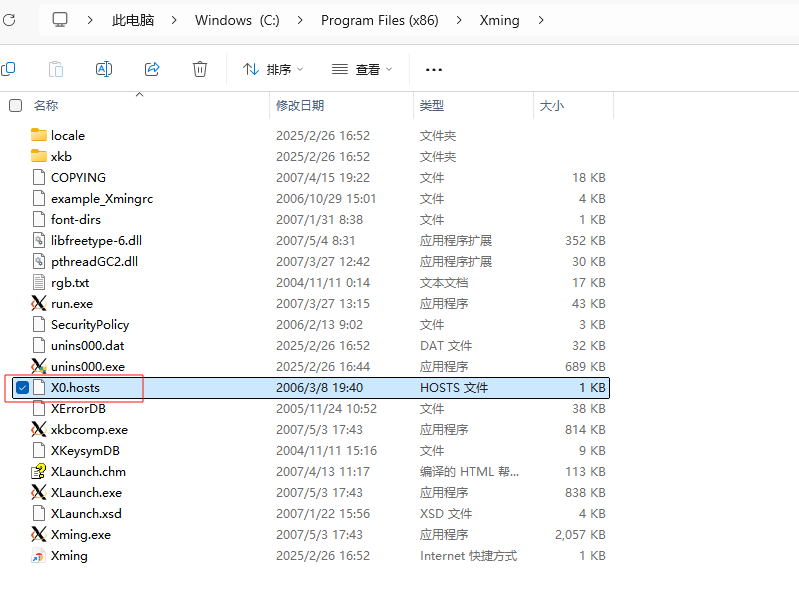 此电脑 > Windows (C:) > Program Files (x86) > Xming >
排序 查看 ...
名称 修改日期 类型 大小
locale 2025/2/26 16:52 文件夹
xkb 2025/2/26 16:52 文件夹
COPYING 2007/4/15 19:22 文件 18 KB
example_Xmingrc 2006/10/29 15:01 文件 4 KB
font-dirs 2007/1/31 8:38 文件 1 KB
libfreetype-6.dll 2007/5/4 8:31 应用程序扩展 352 KB
pthreadGC2.dll 2007/3/27 12:42 应用程序扩展 30 KB
rgb.txt 2004/11/11 0:14 文本文档 17 KB
run.exe 2007/3/27 13:15 应用程序 43 KB
SecurityPolicy 2006/2/13 9:02 文件 3 KB
unins000.dat 2025/2/26 16:52 DAT 文件 32 KB
unins000.exe 2025/2/26 16:44 应用程序 689 KB
X0.hosts 2006/3/8 19:40 HOSTS 文件 1 KB
XErrorDB 2005/11/24 10:52 文件 38 KB
xkbcomp.exe 2007/5/3 17:43 应用程序 814 KB
XKeysymDB 2004/11/11 15:16 文件 9 KB
XLaunch.chm 2007/4/13 11:17 编译的 HTML 帮... 113 KB
XLaunch.exe 2007/5/3 17:43 应用程序 838 KB
XLaunch.xsd 2007/1/22 15:56 XSD 文件 4 KB
Xming.exe 2007/5/3 17:43 应用程序 2,057 KB
Xming 2025/2/26 16:52 Internet 快捷方式 1 KB